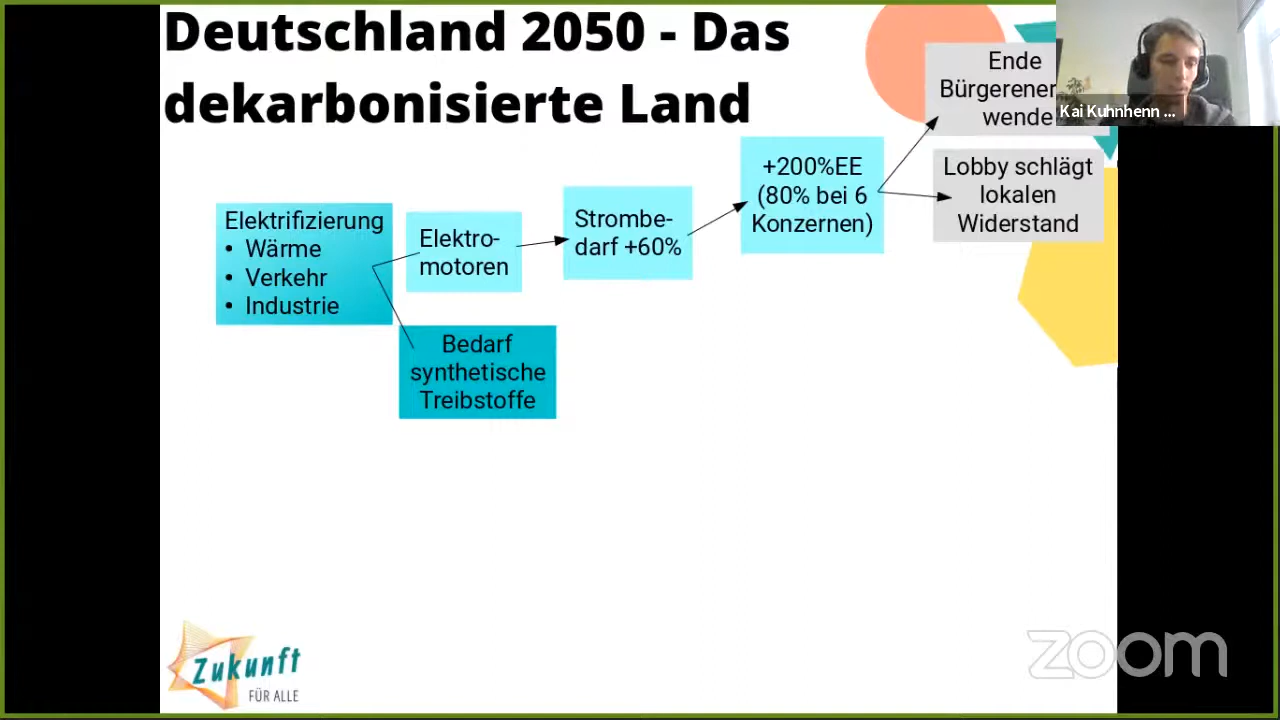 Deutschland 2050 - Das
dekarbonisierte Land
Elektrifizierung
• Wärme
• Verkehr
• Industrie
Elektro-
motoren
Bedarf
synthetische
Treibstoffe
Strombe-
darf +60%
+200%EE
(80% bei 6
Konzernen)
Ende
wende
Lobby schlägt
lokalen
Widerstand
Kai Kuhnhenn ...
Zukunft
FÜR ALLE
zoom